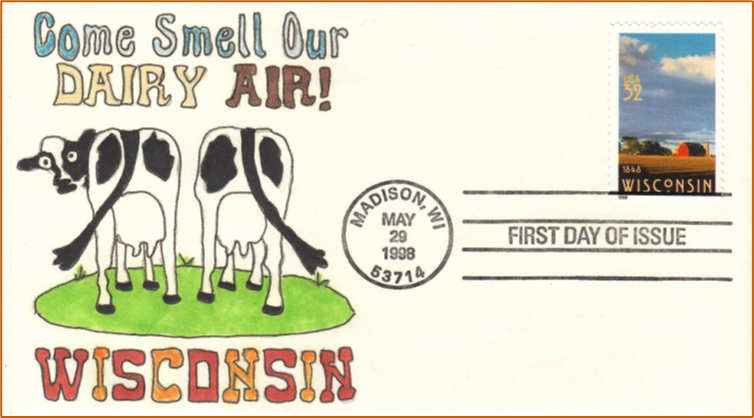 Come Smell Our
DAIRY AIR!
WISCONSIN
USA
32
1848
WISCONSIN
MADISON, WI
MAY
29
1998
53714
FIRST DAY OF ISSUE